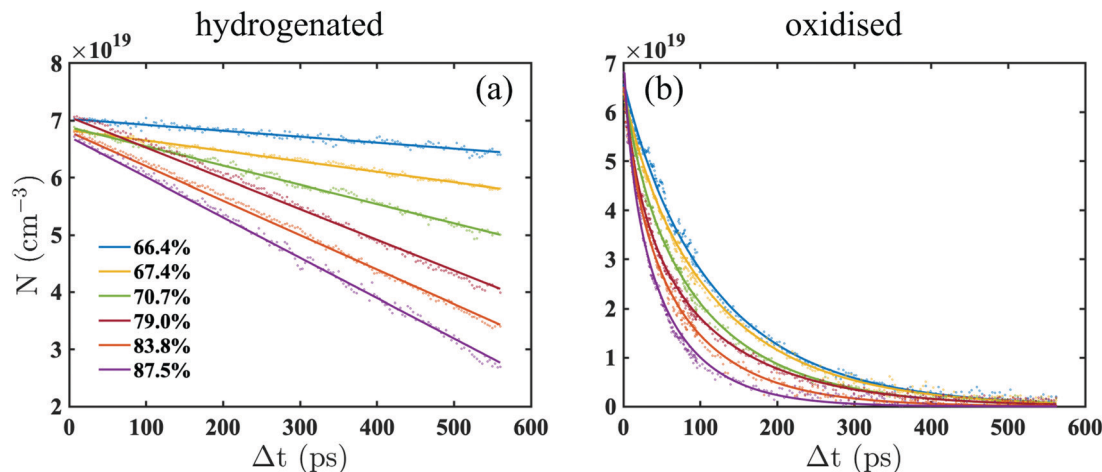 hydrogenated
oxidised
×10¹⁹
8
7
6
5
4
3
2
N (cm⁻³)
(a)
66.4%
67.4%
70.7%
79.0%
83.8%
87.5%
0 100 200 300 400 500 600
Δt (ps)
×10¹⁹
7
6
5
4
3
2
1
0
(b)
0 100 200 300 400 500 600
Δt (ps)